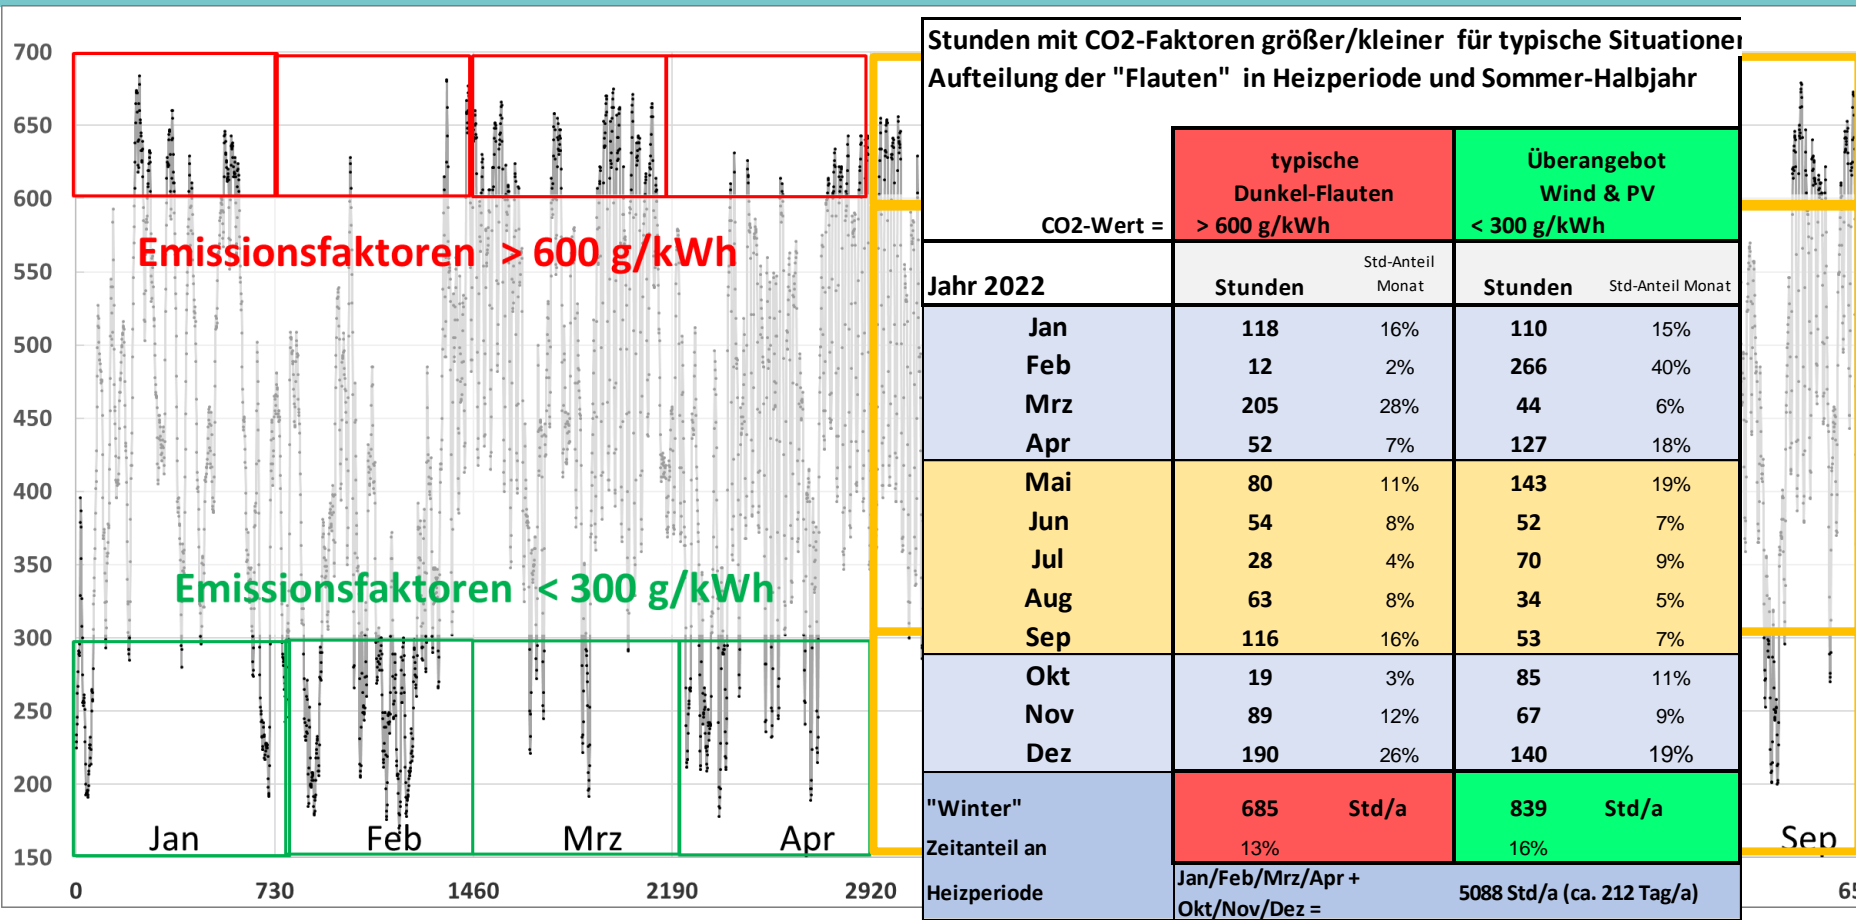 700
650
600
550
500
450
400
350
300
250
200
150
0
730
1460
2190
2920
65
Emissionsfaktoren > 600 g/kWh
Emissionsfaktoren < 300 g/kWh
Jan
Feb
Mrz
Apr
Sep
Stunden mit CO2-Faktoren größer/kleiner für typische Situationen
Aufteilung der "Flauten" in Heizperiode und Sommer-Halbjahr
typische Überangebot
Dunkel-Flauten Wind & PV
CO2-Wert = > 600 g/kWh < 300 g/kWh
Jahr 2022 Stunden Std-Anteil Monat Stunden Std-Anteil Monat
Jan 118 16% 110 15%
Feb 12 2% 266 40%
Mrz 205 28% 44 6%
Apr 52 7% 127 18%
Mai 80 11% 143 19%
Jun 54 8% 52 7%
Jul 28 4% 70 9%
Aug 63 8% 34 5%
Sep 116 16% 53 7%
Okt 19 3% 85 11%
Nov 89 12% 67 9%
Dez 190 26% 140 19%
"Winter" 685 Std/a 839 Std/a
Zeitanteil an 13% 16%
Heizperiode Jan/Feb/Mrz/Apr + Okt/Nov/Dez = 5088 Std/a (ca. 212 Tag/a)